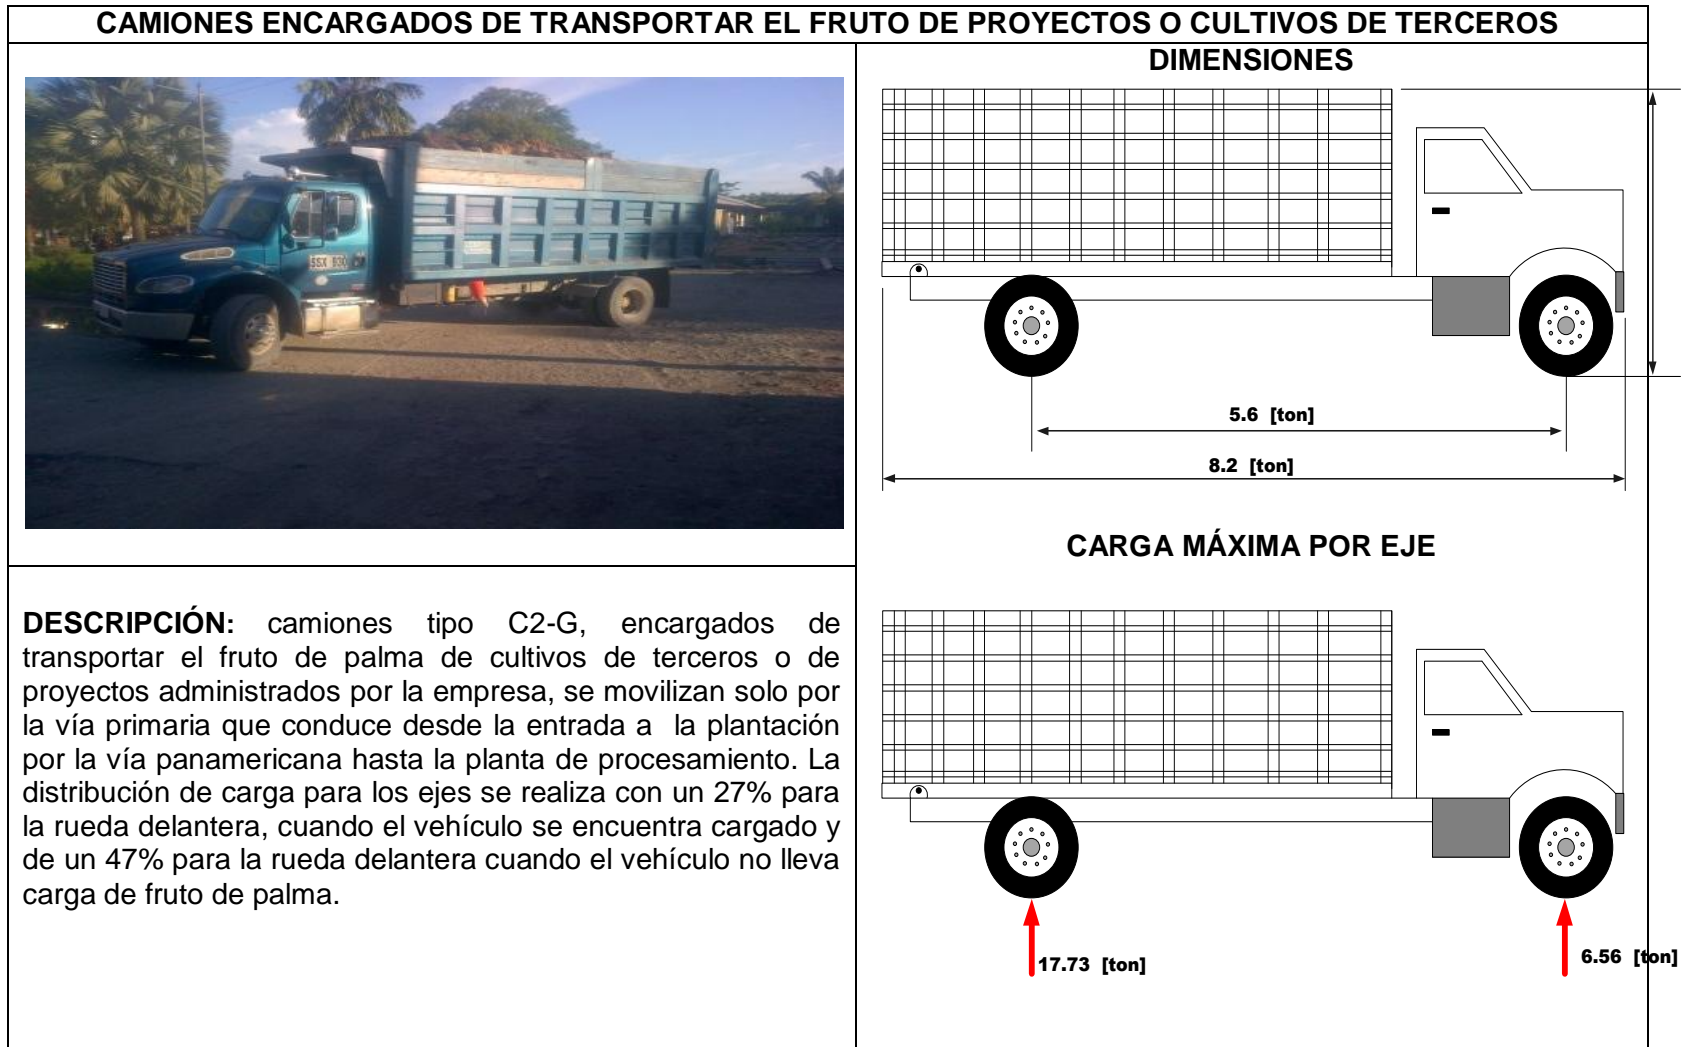 CAMIONES ENCARGADOS DE TRANSPORTAR EL FRUTO DE PROYECTOS O CULTIVOS DE TERCEROS
DIMENSIONES
5.6 [ton]
8.2 [ton]
CARGA MÁXIMA POR EJE
17.73 [ton]
6.56 [ton]
DESCRIPCIÓN: camiones tipo C2-G, encargados de
transportar el fruto de palma de cultivos de terceros o de
proyectos administrados por la empresa, se movilizan solo por
la vía primaria que conduce desde la entrada a la plantación
por la vía panamericana hasta la planta de procesamiento. La
distribución de carga para los ejes se realiza con un 27% para
la rueda delantera, cuando el vehículo se encuentra cargado y
de un 47% para la rueda delantera cuando el vehículo no lleva
carga de fruto de palma.